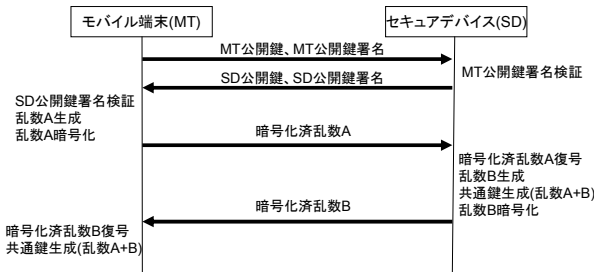 モバイル端末(MT)
セキュアデバイス(SD)
MT公開鍵、MT公開鍵署名
MT公開鍵署名検証
SD公開鍵、SD公開鍵署名
SD公開鍵署名検証
乱数A生成
乱数A暗号化
暗号化済乱数A
暗号化済乱数A復号
乱数B生成
共通鍵生成(乱数A+B)
乱数B暗号化
暗号化済乱数B
暗号化済乱数B復号
共通鍵生成(乱数A+B)